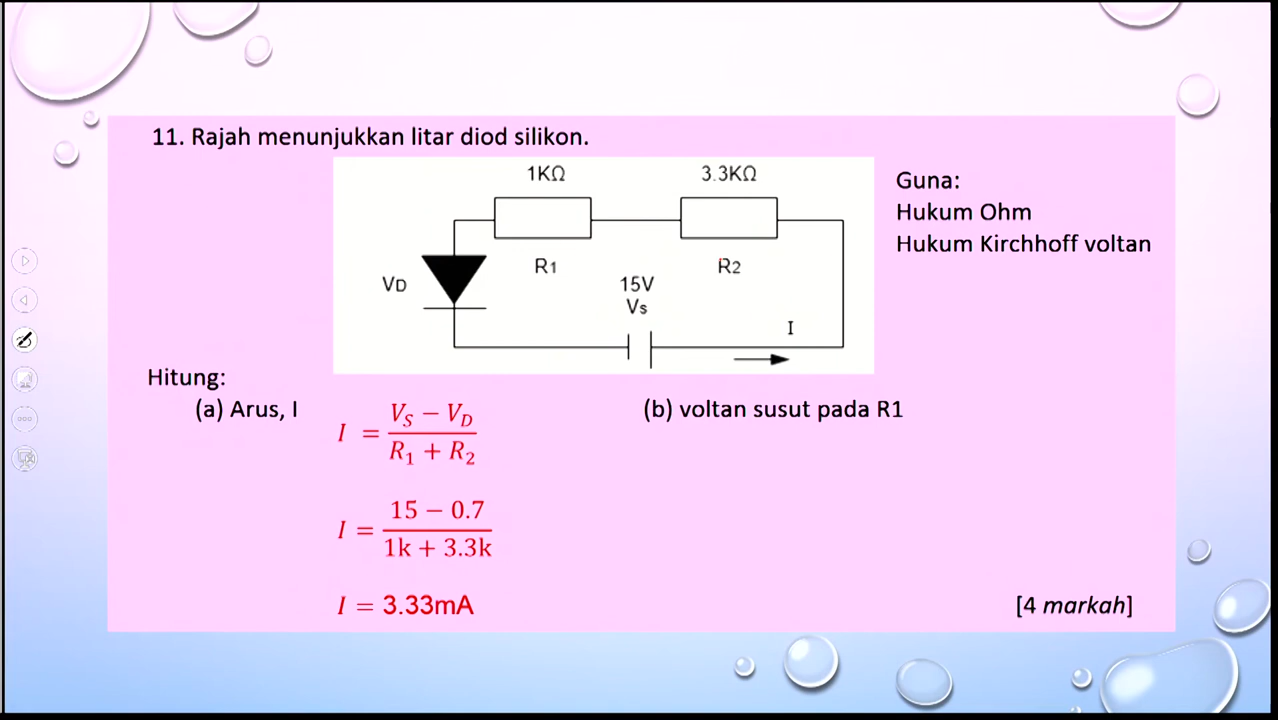 11. Rajah menunjukkan litar diod silikon.
1KΩ
3.3KΩ
Guna:
Hukum Ohm
Hukum Kirchhoff voltan
R1
R2
VD
15V
Vs
I
Hitung:
(a) Arus, I
(b) voltan susut pada R1
I = (V_S − V_D) / (R_1 + R_2)
I = (15 − 0.7) / (1k + 3.3k)
I = 3.33mA
[4 markah]